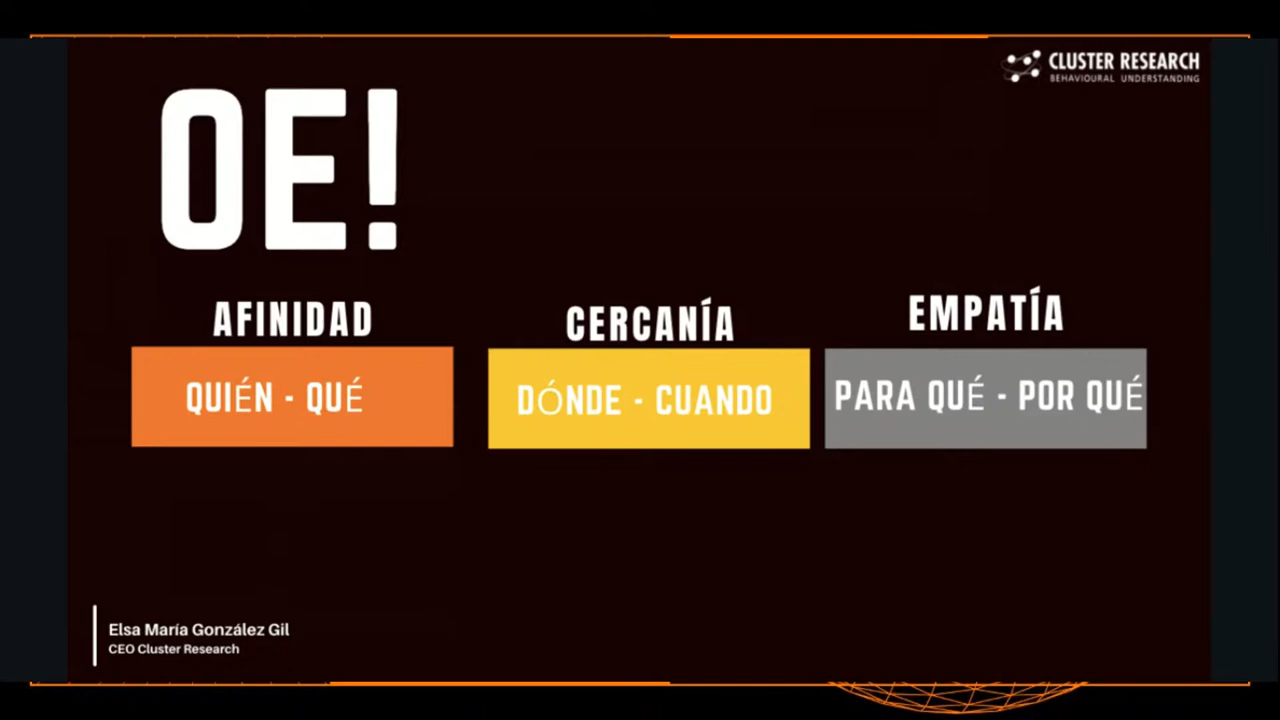 CLUSTER RESEARCH
BEHAVIOURAL UNDERSTANDING
OE!
AFINIDAD
QUIÉN - QUÉ
CERCANÍA
DÓNDE - CUANDO
EMPATÍA
PARA QUÉ - POR QUÉ
Elsa María González Gil
CEO Cluster Research